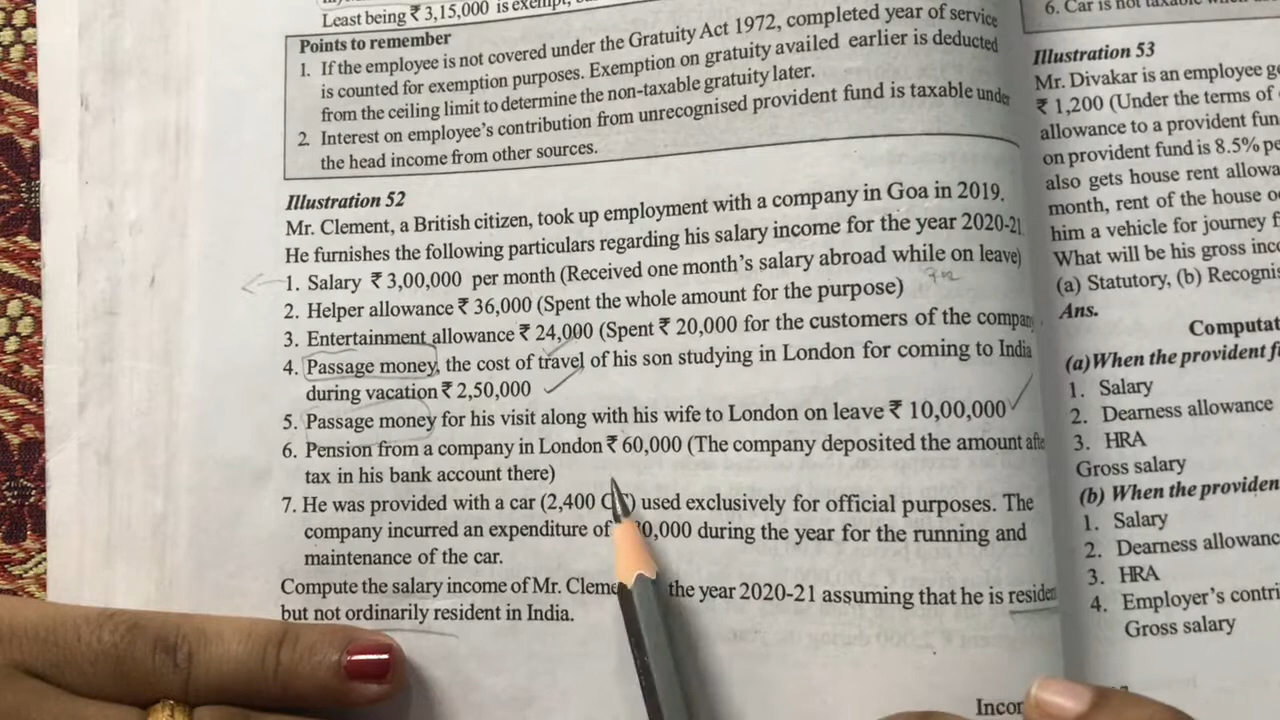 Least being ₹ 3,15,000 is exempt,
Points to remember
1. If the employee is not covered under the Gratuity Act 1972, completed year of service
is counted for exemption purposes. Exemption on gratuity availed earlier is deducted
from the ceiling limit to determine the non-taxable gratuity later.
2. Interest on employee's contribution from unrecognised provident fund is taxable under
the head income from other sources.
Illustration 52
Mr. Clement, a British citizen, took up employment with a company in Goa in 2019.
He furnishes the following particulars regarding his salary income for the year 2020-21
1. Salary ₹ 3,00,000 per month (Received one month's salary abroad while on leave)
2. Helper allowance ₹ 36,000 (Spent the whole amount for the purpose)
3. Entertainment allowance ₹ 24,000 (Spent ₹ 20,000 for the customers of the compan
4. Passage money, the cost of travel of his son studying in London for coming to India
during vacation ₹ 2,50,000
5. Passage money for his visit along with his wife to London on leave ₹ 10,00,000
6. Pension from a company in London ₹ 60,000 (The company deposited the amount afte
tax in his bank account there)
7. He was provided with a car (2,400 used exclusively for official purposes. The
company incurred an expenditure of 0,000 during the year for the running and
maintenance of the car.
Compute the salary income of Mr. Cleme the year 2020-21 assuming that he is residen
but not ordinarily resident in India.
Incom
6. Car is not taxable
Illustration 53
Mr. Divakar is an employee ge
₹ 1,200 (Under the terms of
allowance to a provident fun
on provident fund is 8.5% pe
also gets house rent allowa
month, rent of the house o
him a vehicle for journey f
What will be his gross inco
(a) Statutory, (b) Recognis
Ans.
Computat
(a) When the provident f
1. Salary
2. Dearness allowance
3. HRA
Gross salary
(b) When the providen
1. Salary
2. Dearness allowanc
3. HRA
4. Employer's contri
Gross salary